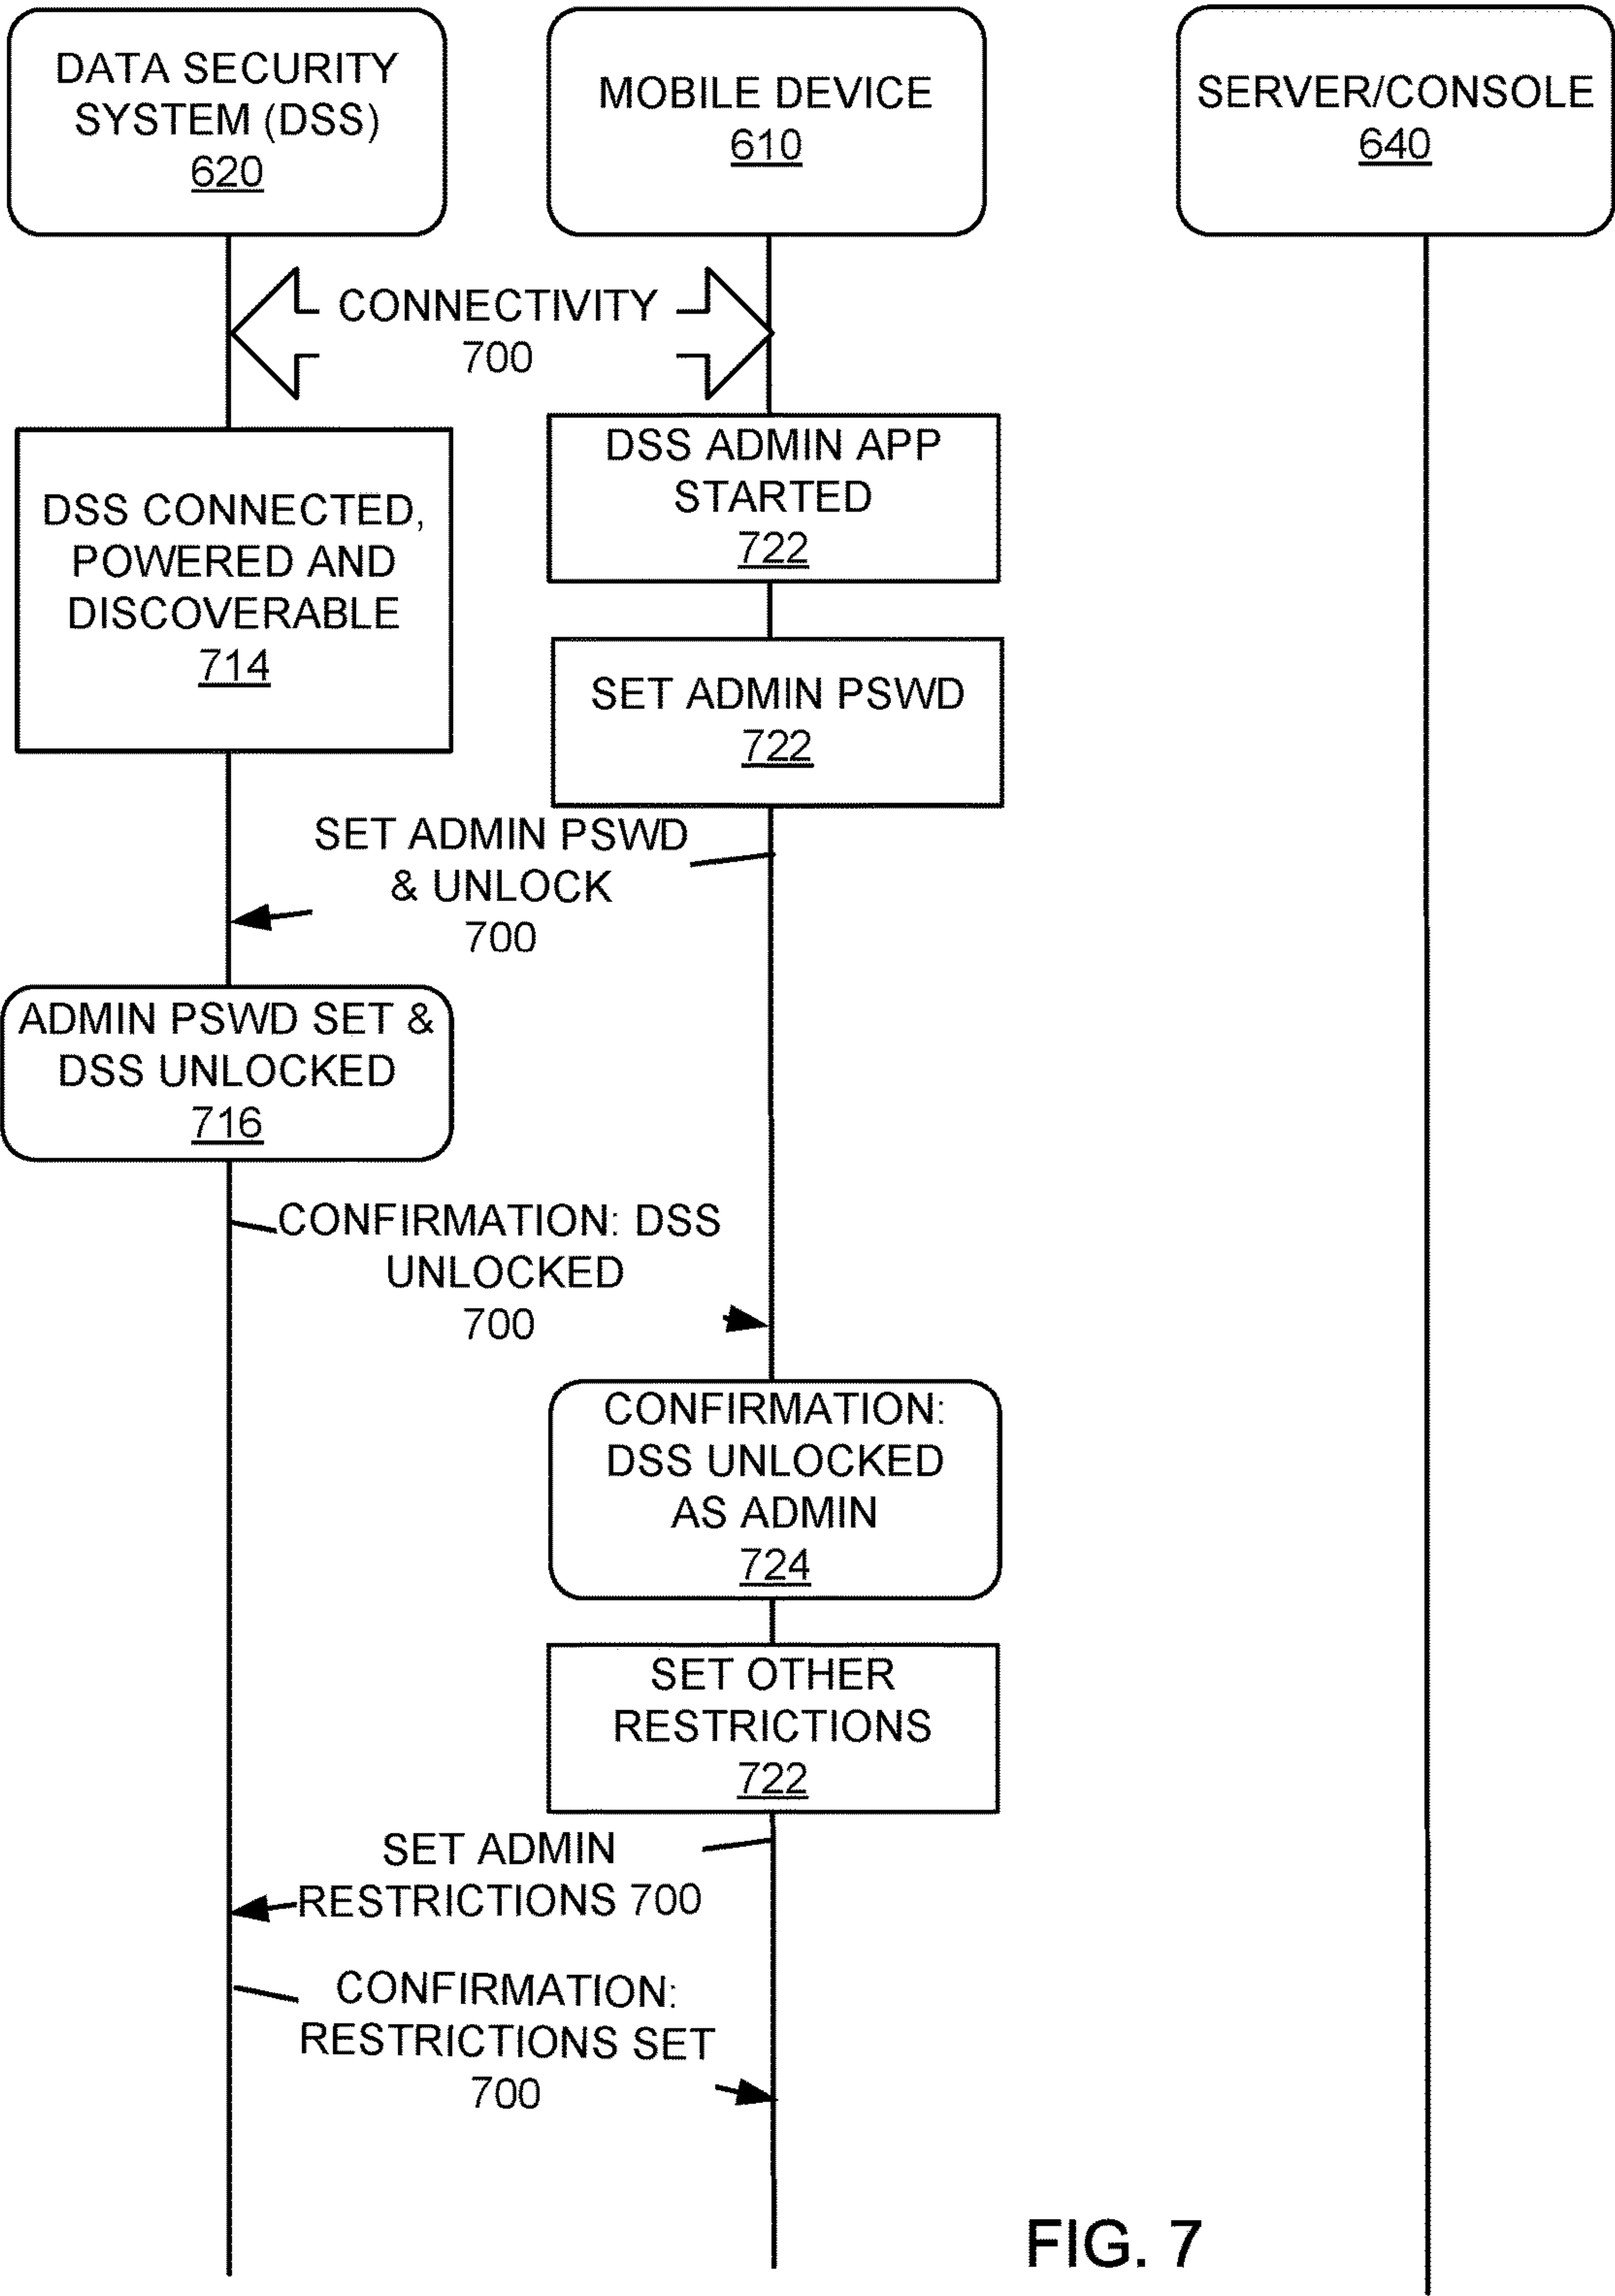 DATA SECURITY
SYSTEM (DSS)
620
MOBILE DEVICE
610
SERVER/CONSOLE
640
CONNECTIVITY
700
DSS CONNECTED,
POWERED AND
DISCOVERABLE
714
DSS ADMIN APP
STARTED
722
SET ADMIN PSWD
722
SET ADMIN PSWD
& UNLOCK
700
ADMIN PSWD SET &
DSS UNLOCKED
716
CONFIRMATION: DSS
UNLOCKED
700
CONFIRMATION:
DSS UNLOCKED
AS ADMIN
724
SET OTHER
RESTRICTIONS
722
SET ADMIN
RESTRICTIONS 700
CONFIRMATION:
RESTRICTIONS SET
700
FIG. 7